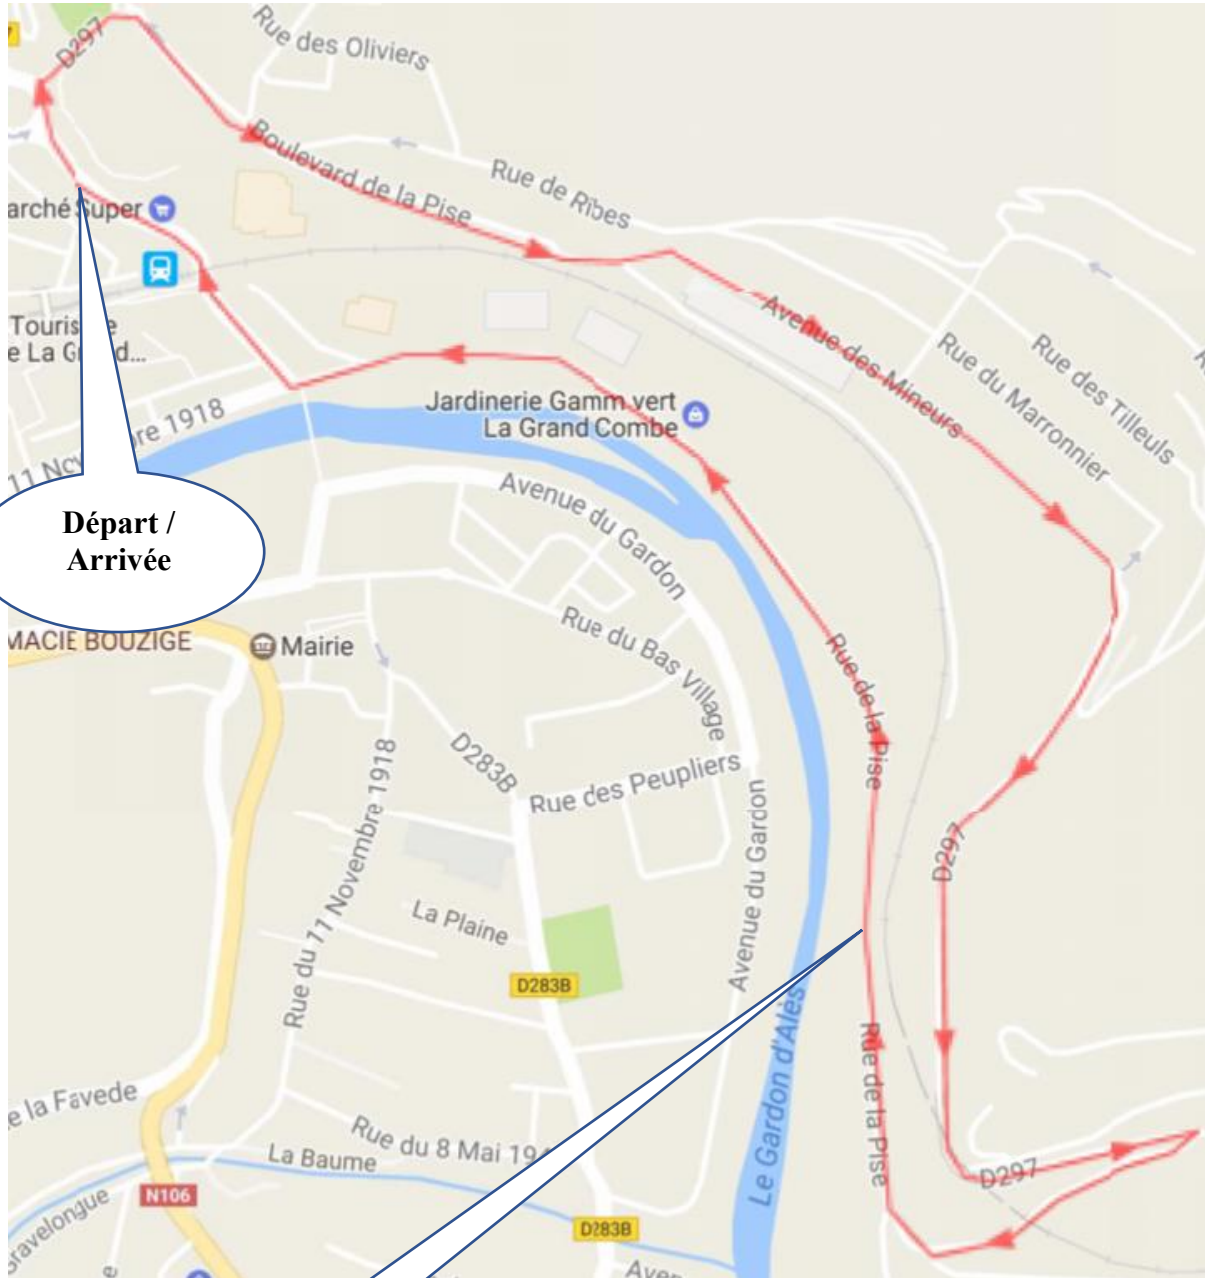 D297
Rue des Oliviers
Boulevard de la Pise
Rue de Ribes
arché Super
Avenue des Mineurs
Rue du Marronnier
Rue des Tilleuls
Touris e
e La G d...
Jardinerie Gamm vert
La Grand Combe
11 Nov re 1918
Départ /
Arrivée
Avenue du Gardon
Rue du Bas Village
MACIE BOUZIGE
Mairie
Rue de la Pise
D283B
Rue des Peupliers
Rue du 11 Novembre 1918
Avenue du Gardon
D297
La Plaine
D283B
Le Gardon d'Alès
Rue de la Pise
e la Favede
Rue du 8 Mai 194
La Baume
D297
N106
Gravelongue
D283B
Aven